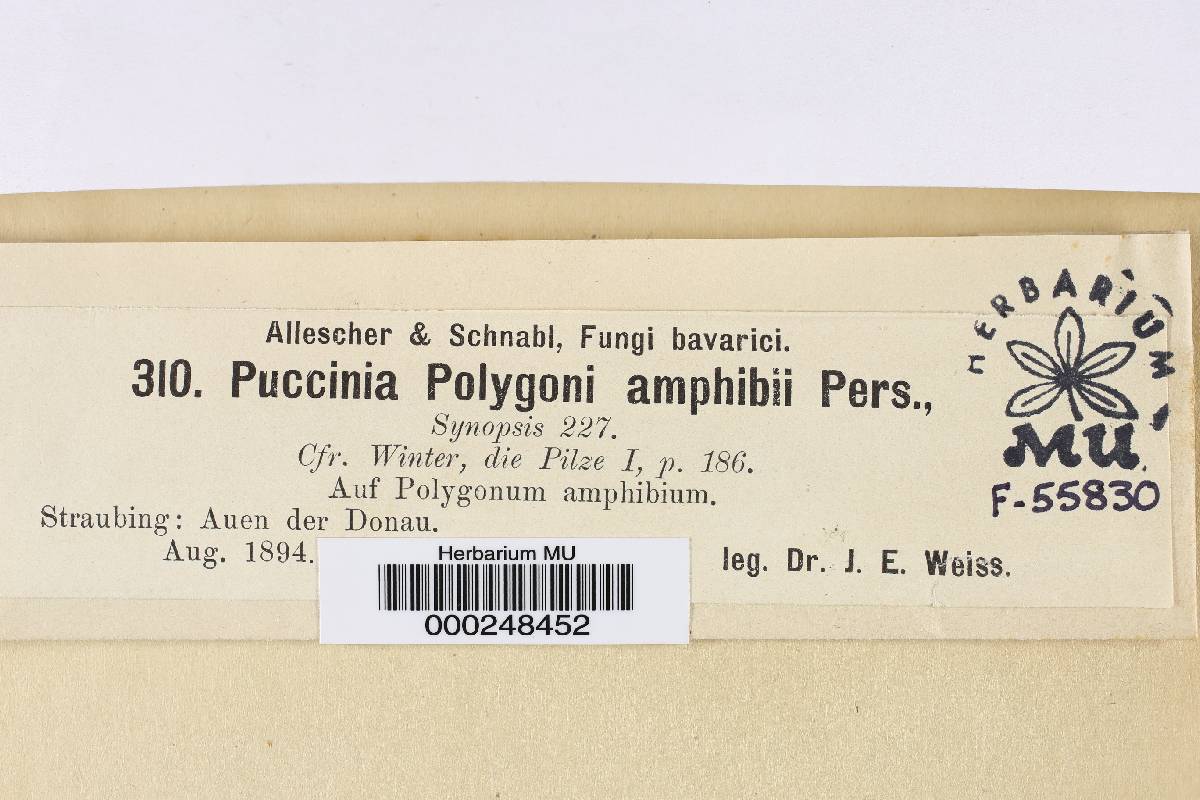 Allescher & Schnabl, Fungi bavarici.
310. Puccinia Polygoni amphibii Pers.,
Synopsis 227.
Cfr. Winter, die Pilze I, p. 186.
Auf Polygonum amphibium.
Straubing: Auen der Donau.
Aug. 1894.
leg. Dr. J. E. Weiss.
HERBARIUM
MU
F-55830
Herbarium MU
000248452